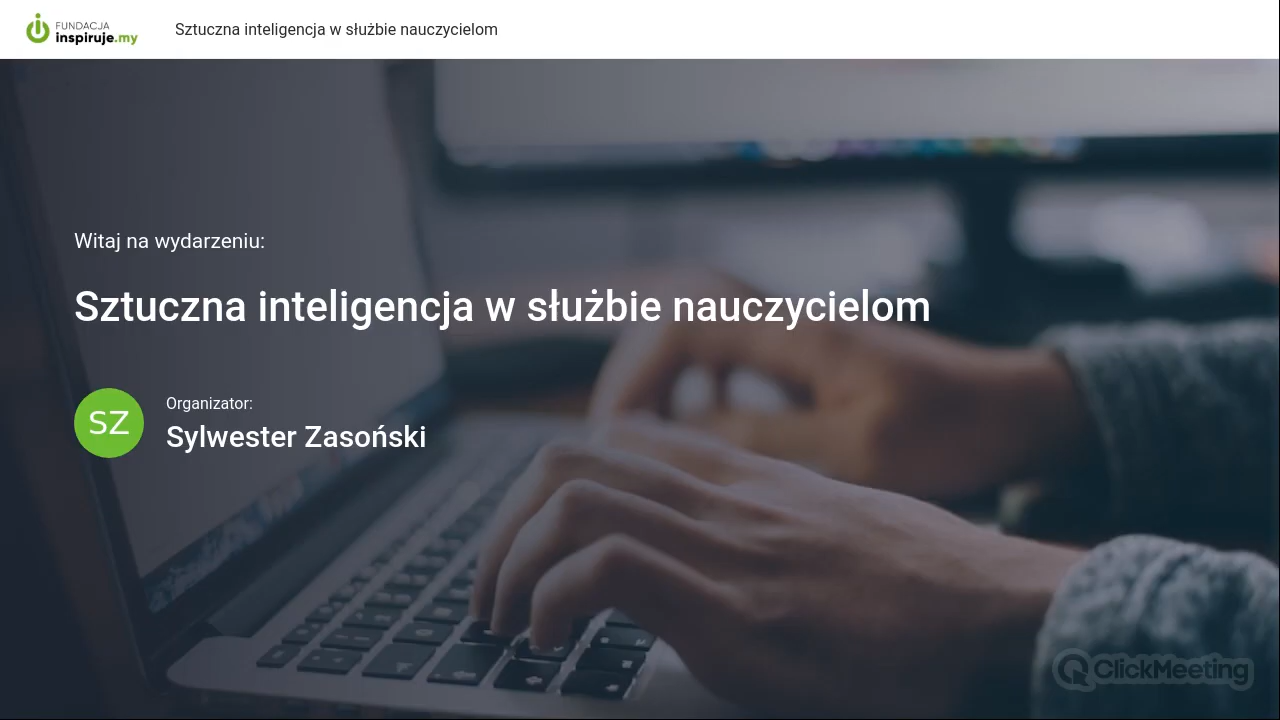 FUNDACJA
inspiruje.my
Sztuczna inteligencja w służbie nauczycielom
Witaj na wydarzeniu:
Sztuczna inteligencja w służbie nauczycielom
SZ
Organizator:
Sylwester Zasoński
ClickMeeting